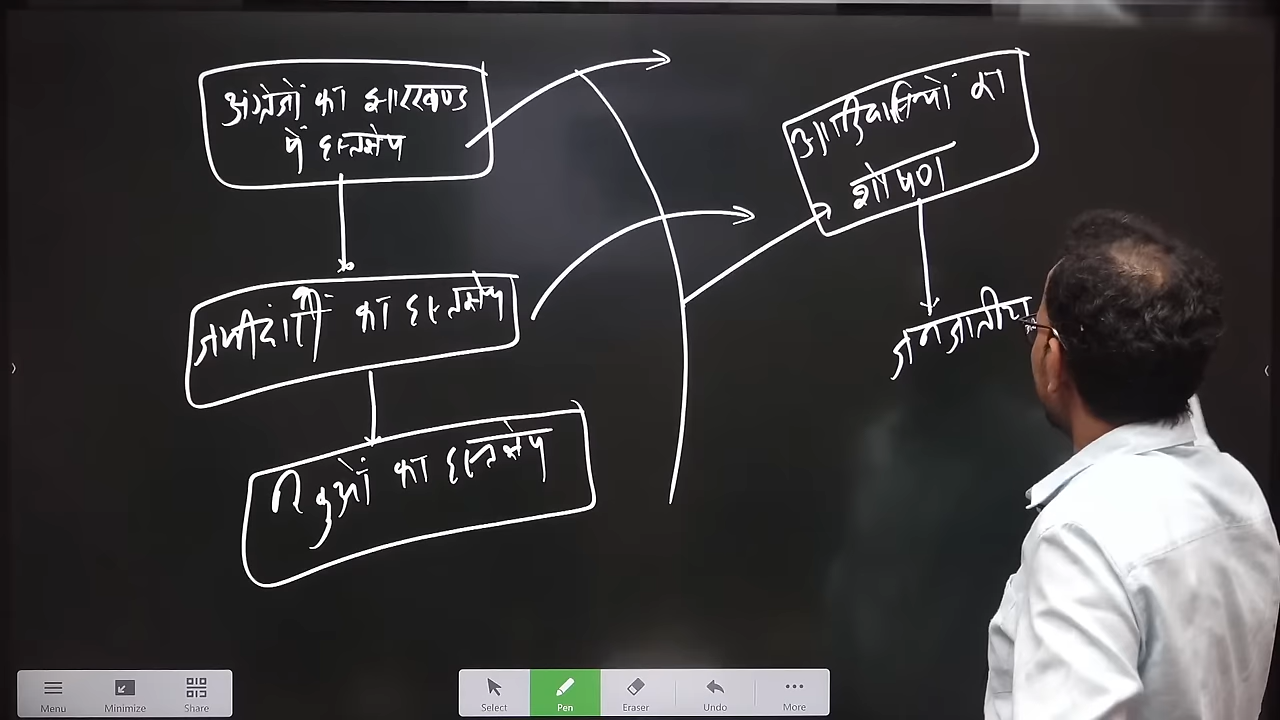 अंग्रेजों का झारखण्ड
में हस्तक्षेप
जमींदारों का हस्तक्षेप
का हस्तक्षेप
आदिवासियों का
शोषण
जनजातीय
Menu
Minimize
Share
Select
Pen
Eraser
Undo
More